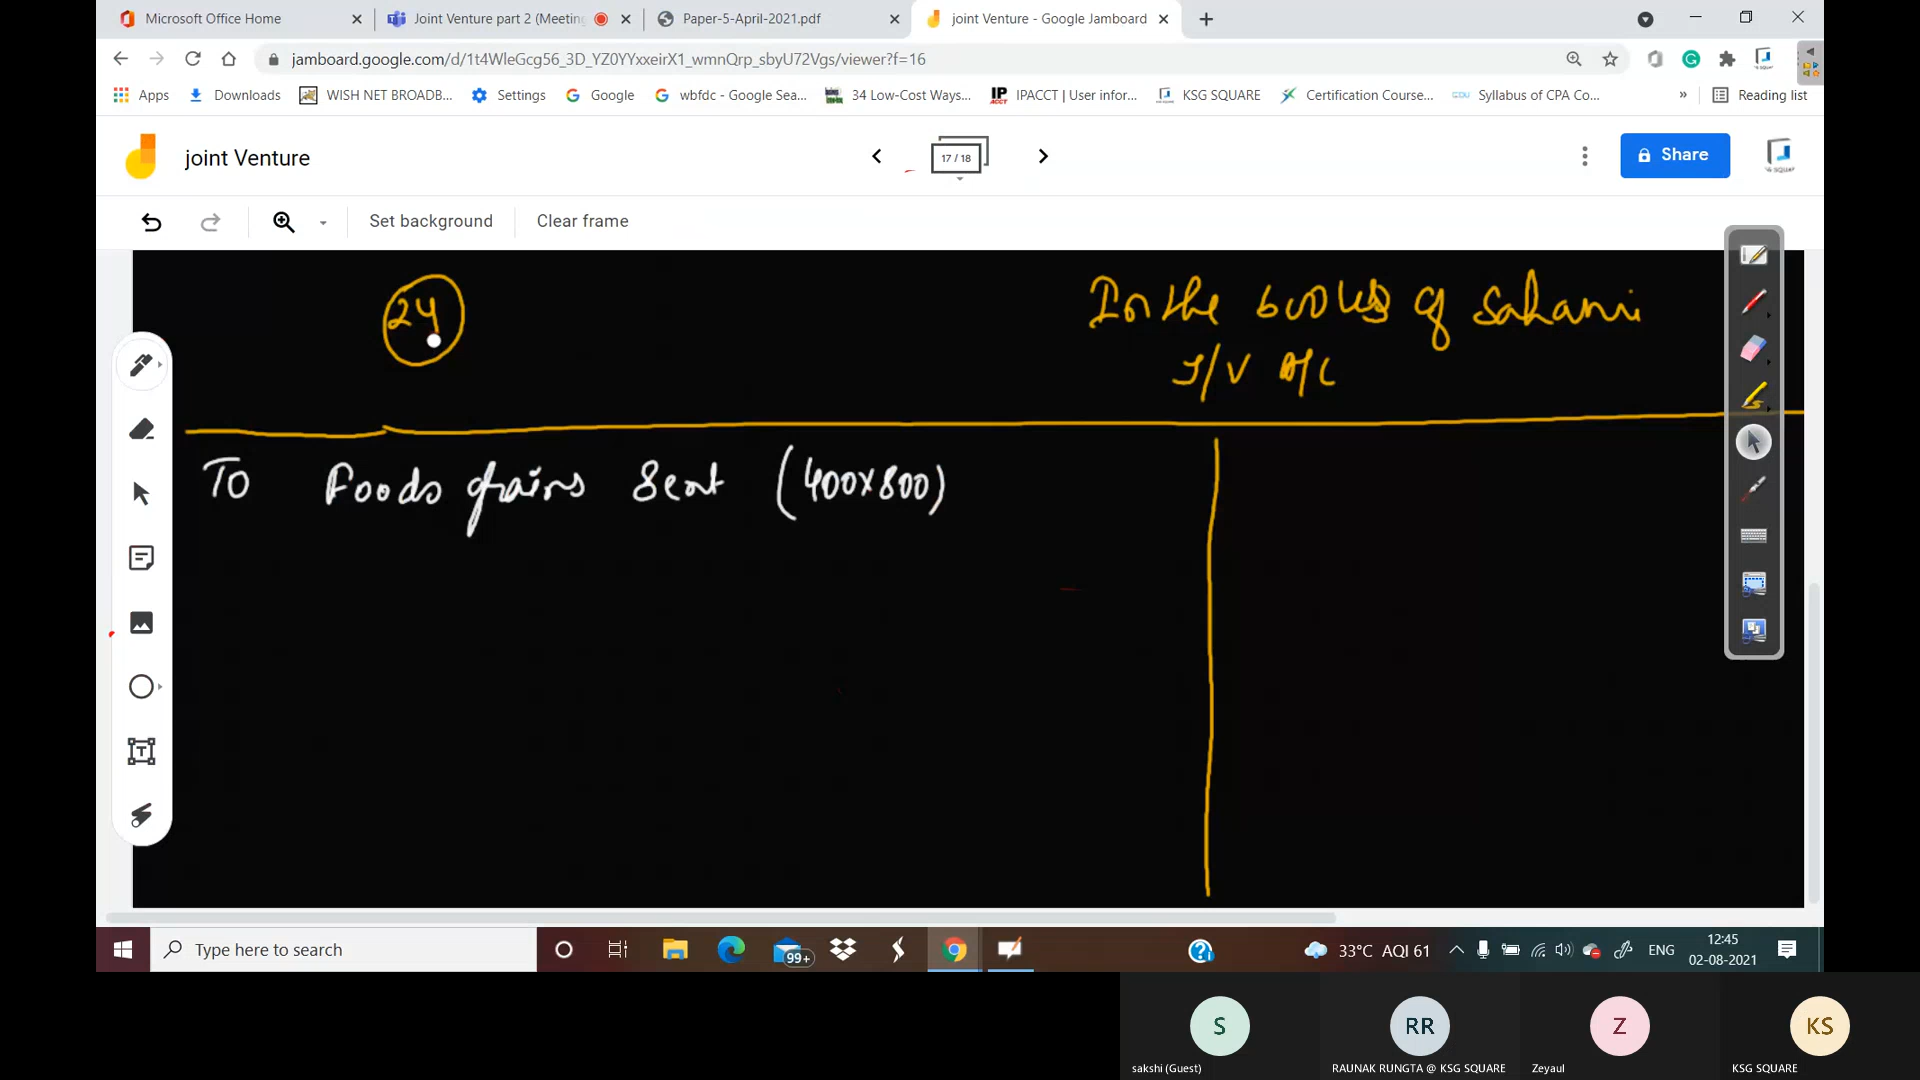 Microsoft Office Home
Joint Venture part 2 (Meetin
Paper-5-April-2021.pdf
joint Venture - Google Jamboard
jamboard.google.com/d/1t4WleGcg56_3D_YZ0YYxxeirX1_wmnQrp_sbyU72Vgs/viewer?f=16
Apps
Downloads
WISH NET BROADB...
Settings
Google
wbfdc - Google Sea...
34 Low-Cost Ways...
IPACCT | User infor...
KSG SQUARE
Certification Course...
Syllabus of CPA Co...
»
Reading list
joint Venture
17 / 18
Share
Set background
Clear frame
24
In the books of Sahani
J/V A/C
To Foods grains Sent (400x800)
Type here to search
99+
33°C AQI 61
ENG
12:45
02-08-2021
S
RR
Z
KS
sakshi (Guest)
RAUNAK RUNGTA @ KSG SQUARE
Zeyaul
KSG SQUARE